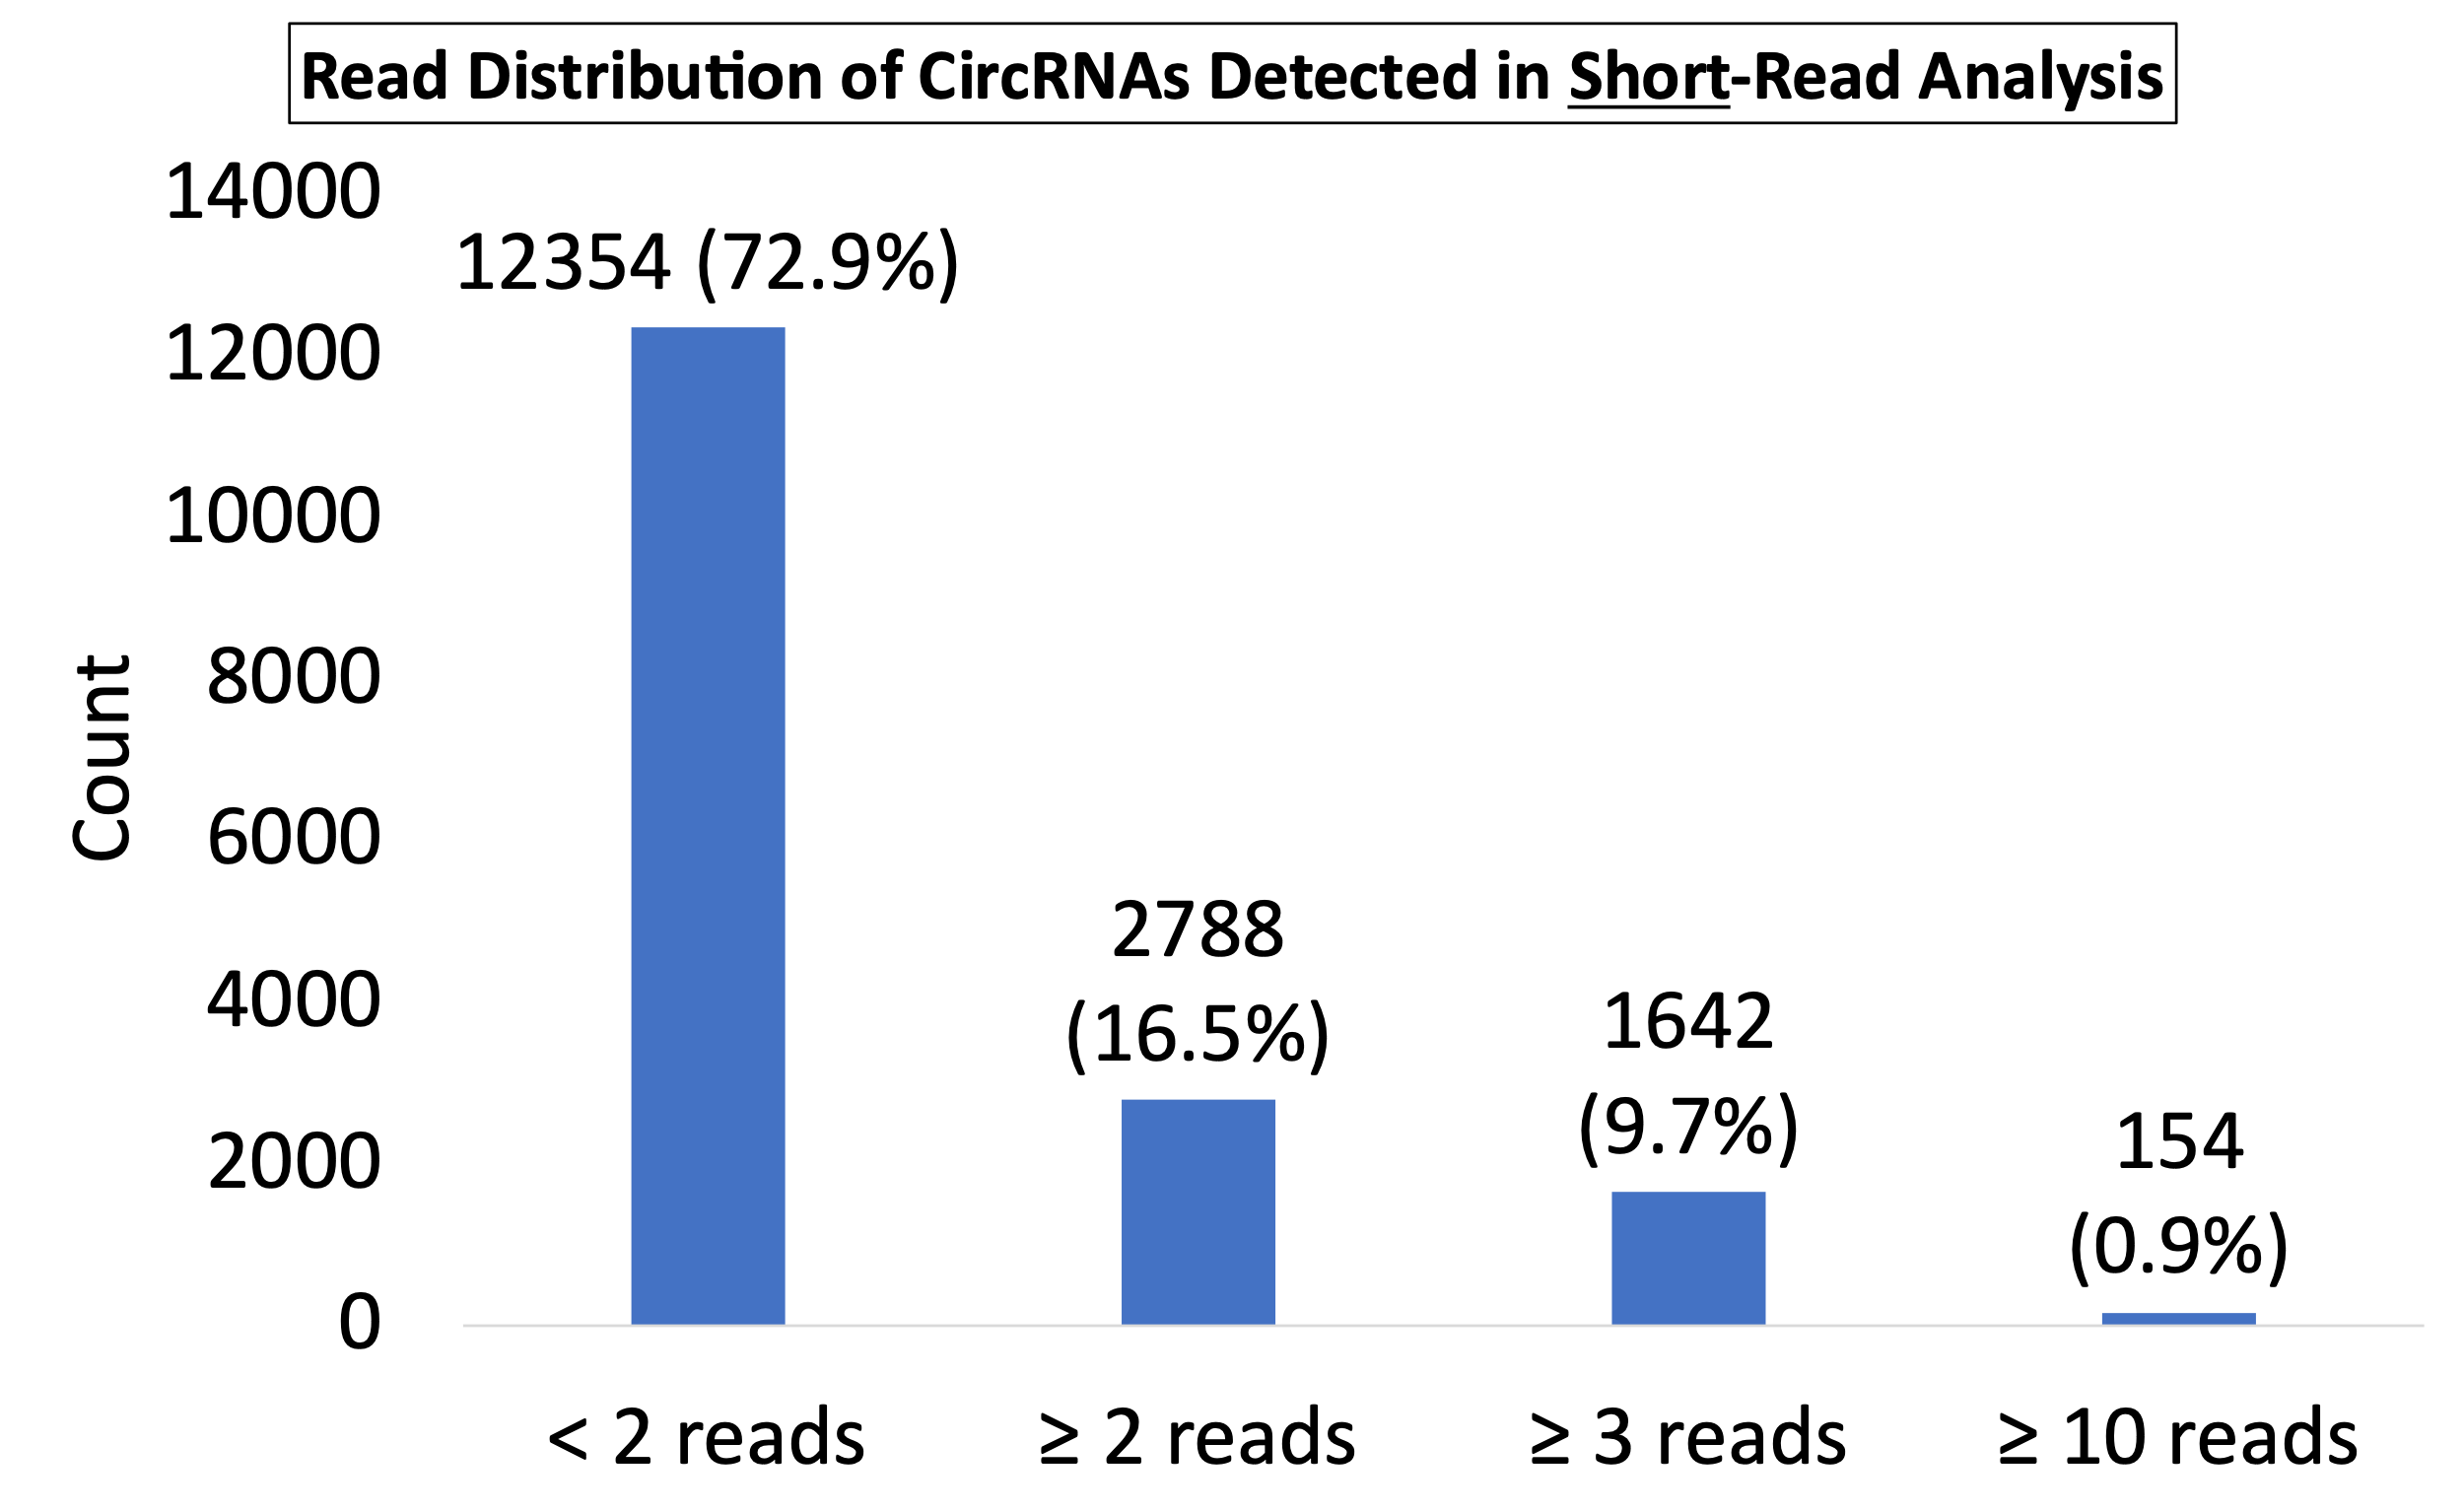 Read Distribution of CircRNAs Detected in Short-Read Analysis
14000
12354 (72.9%)
12000
10000
8000
Count
6000
2788
(16.5%)
4000
1642
(9.7%)
2000
154
(0.9%)
0
< 2 reads
≥ 2 reads
≥ 3 reads
≥ 10 reads